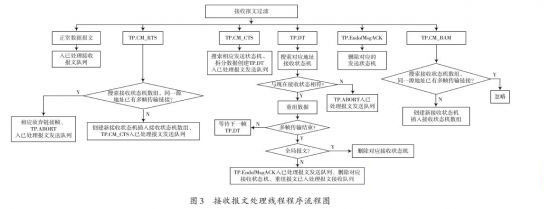 接收报文过滤
正常数据报文
TP.CM_RTS
TP.CM_CTS
TP.DT
TP.EndofMsgACK
TP.CM_BAM
入已处理接收
报文发送队列
搜索相应发送状态机、
拆分数据创建TP.DT
入已处理报文发送队列
搜索对应地址
接收状态机
删除对应的
发送状态机
搜索接收状态机数组,
同一源
地址已有多帧传输链接?
与现在接收状态相符?
搜索接收状态机数组、
同一源
地址已有多帧传输链接?
Y
N
Y
N
N
Y
相应放弃链接帧,
TP.ABORT
入已处理报文发送队列
创建新接收状态机插入接收状态机数组、
TP.CM_CTS入已处理报文发送队列
重组数据
TP.ABORT入已
处理报文发送队列
创建新接收状态机
插入接收状态机数组
忽略
等待下一帧
TP.DT
N
多帧传输结束?
Y
全局报文?
Y
删除对应接收状态机
N
TP.EndofMsgACK入已处理报文发送队列、删除对应
接收状态机、重组报文已入处理报文接收队列
图3 接收报文处理线程程序流程图